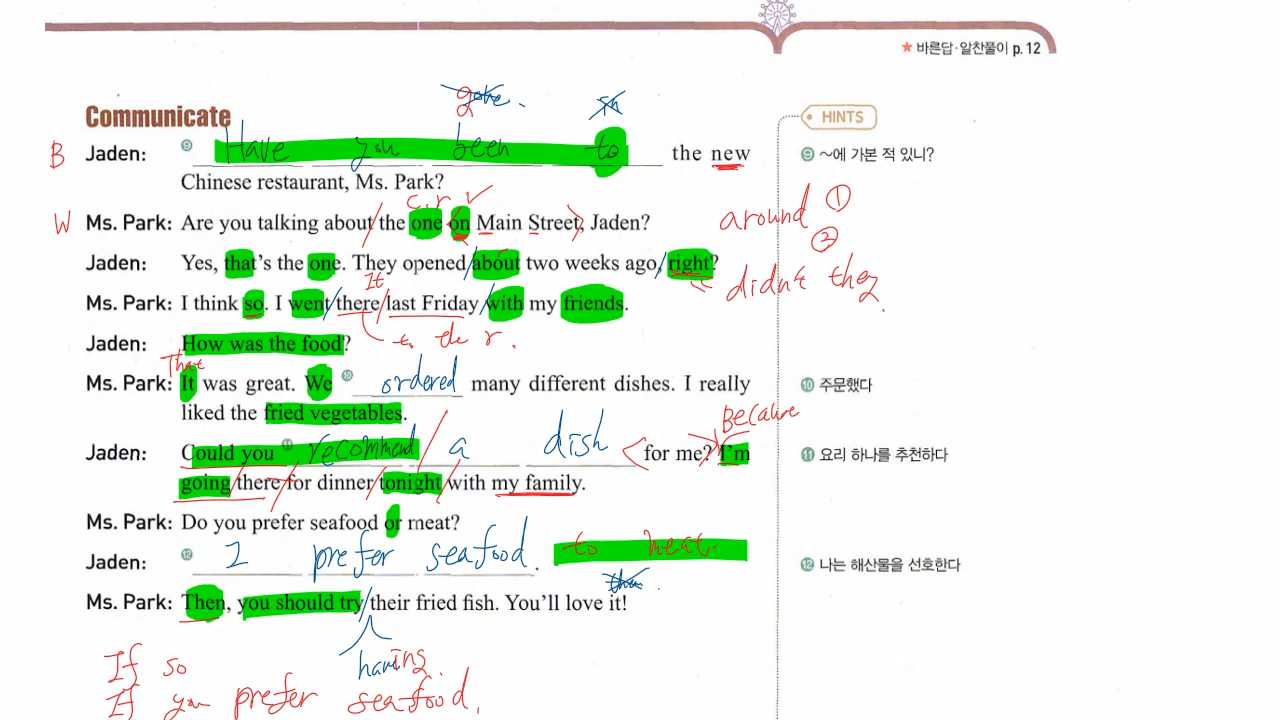 ★ 바른답·알찬풀이 p. 12
Communicate
gone.
in
HINTS
B Jaden: ⑨ Have you been to the new
⑨ ~에 가본 적 있니?
Chinese restaurant, Ms. Park?
c.r
W Ms. Park: Are you talking about the one on Main Street, Jaden?
around ①
②
Jaden: Yes, that's the one. They opened about two weeks ago, right?
didn't they
It
Ms. Park: I think so. I went there last Friday with my friends.
to the r.
Jaden: How was the food?
That
Ms. Park: It was great. We ⑩ ordered many different dishes. I really
⑩ 주문했다
liked the fried vegetables.
Because
Jaden: Could you ⑪ recommend a dish for me? I'm
⑪ 요리 하나를 추천하다
going there for dinner tonight with my family.
Ms. Park: Do you prefer seafood or meat?
Jaden: ⑫ I prefer seafood. to meat.
⑫ 나는 해산물을 선호한다
than.
Ms. Park: Then, you should try their fried fish. You'll love it!
having.
If so
If you prefer seafood.